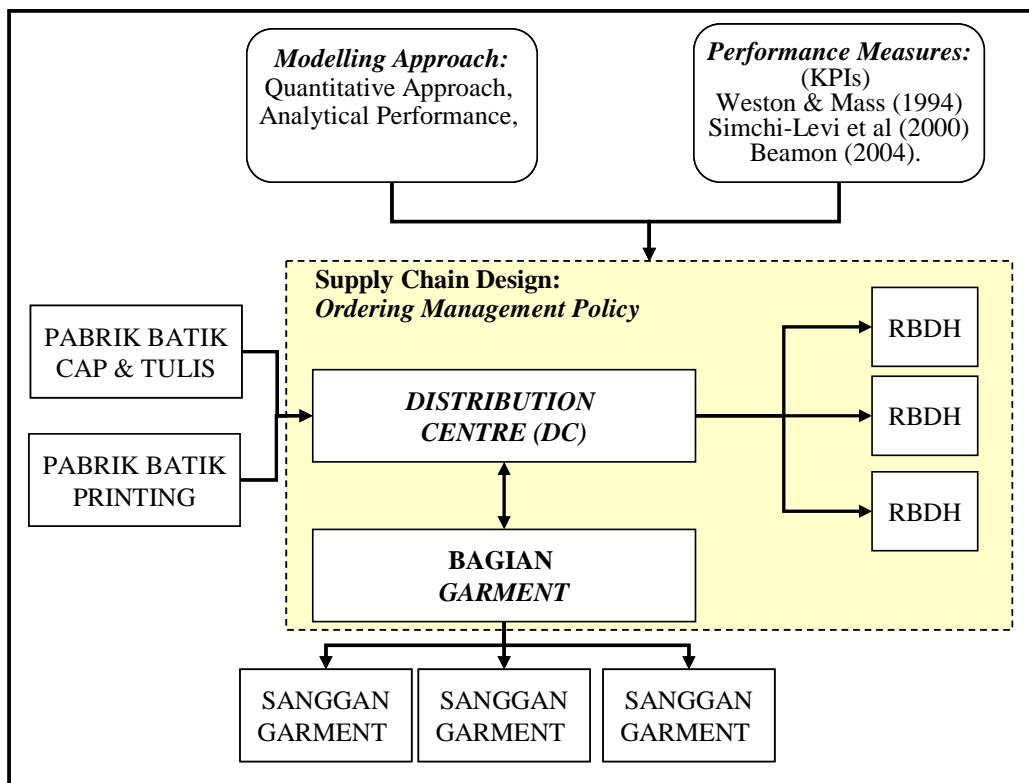 Modelling Approach:
Quantitative Approach,
Analytical Performance,
Performance Measures:
(KPIs)
Weston & Mass (1994)
Simchi-Levi et al (2000)
Beamon (2004).
Supply Chain Design:
Ordering Management Policy
PABRIK BATIK
CAP & TULIS
PABRIK BATIK
PRINTING
DISTRIBUTION
CENTRE (DC)
BAGIAN
GARMENT
RBDH
RBDH
RBDH
SANGGAN
GARMENT
SANGGAN
GARMENT
SANGGAN
GARMENT